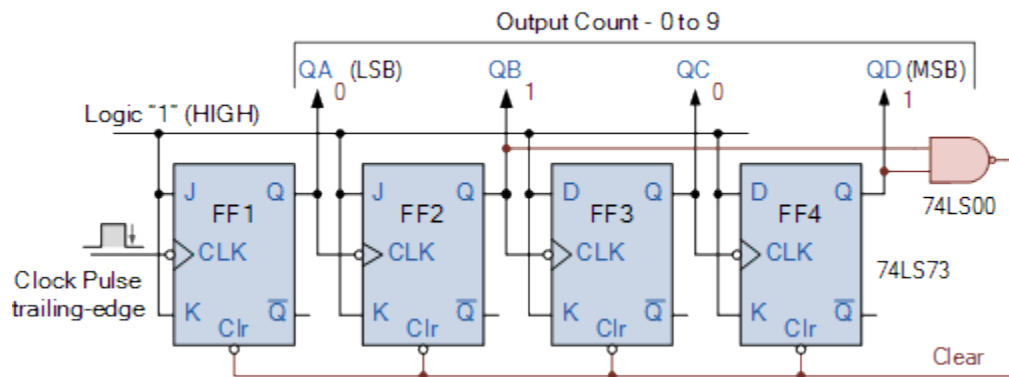 Output Count - 0 to 9
QA (LSB) QB QC QD (MSB)
0 1 0 1
Logic "1" (HIGH)
J Q J Q D Q D Q
FF1 FF2 FF3 FF4
74LS00
CLK CLK CLK CLK
74LS73
Clock Pulse
trailing-edge
K Q̅ K Q̅ K Q̅ K Q̅
Clr Clr Clr Clr
Clear